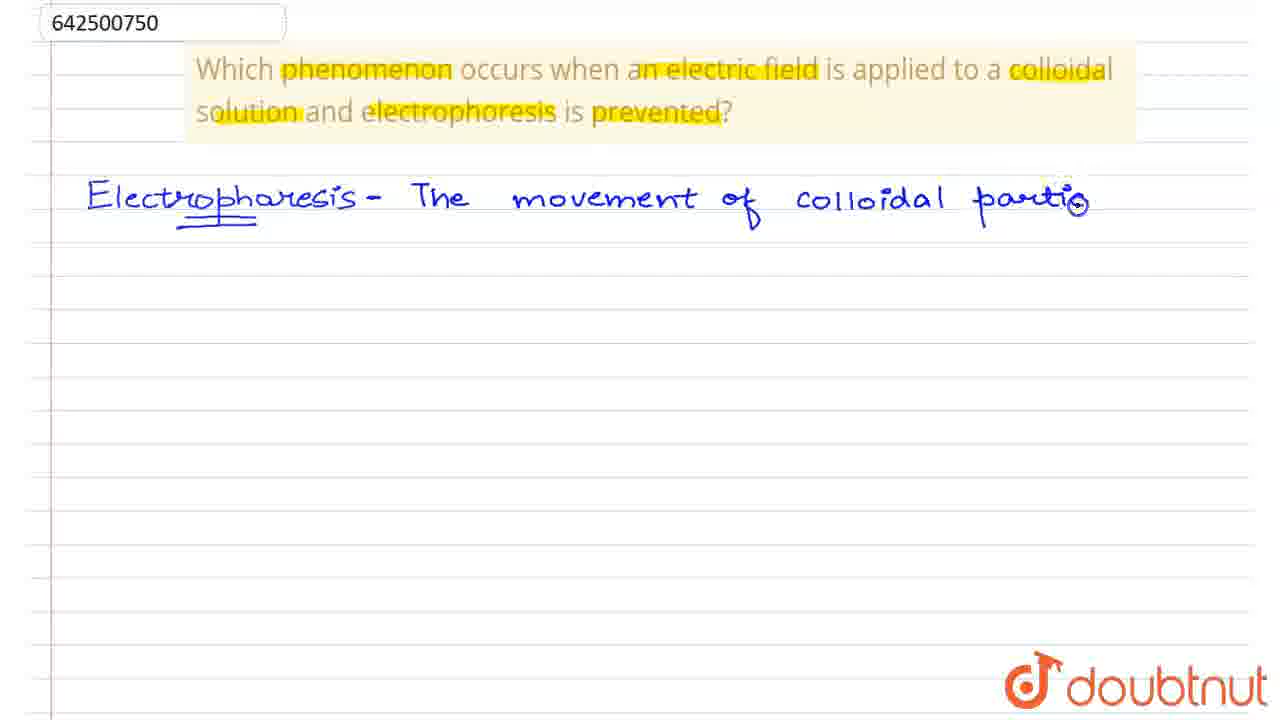 642500750
Which phenomenon occurs when an electric field is applied to a colloidal
solution and electrophoresis is prevented?
Electropharesis - The movement of colloidal partic
doubtnut